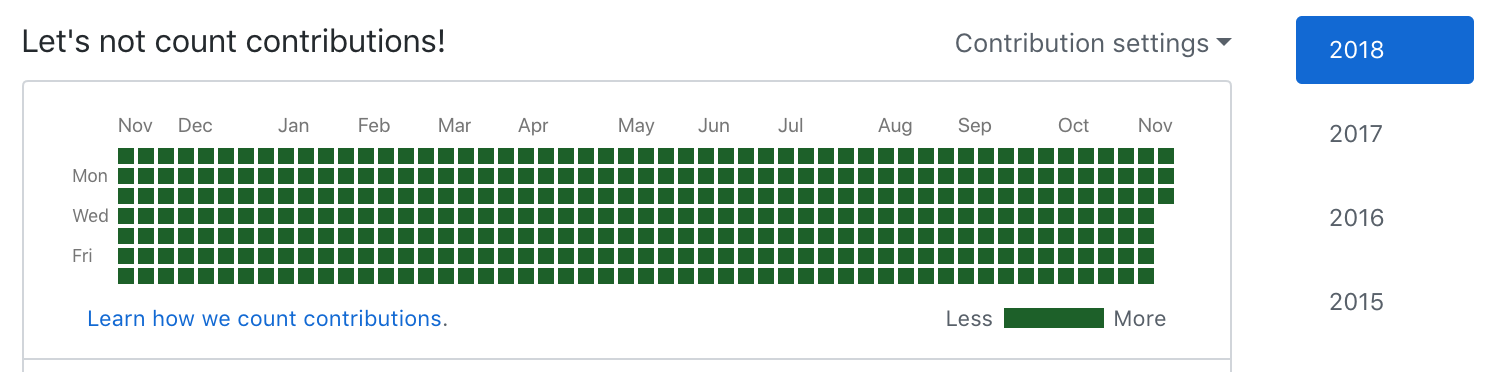 Let's not count contributions!
Contribution settings
2018
2017
2016
2015
Nov Dec Jan Feb Mar Apr May Jun Jul Aug Sep Oct Nov
Mon
Wed
Fri
Learn how we count contributions.
Less More